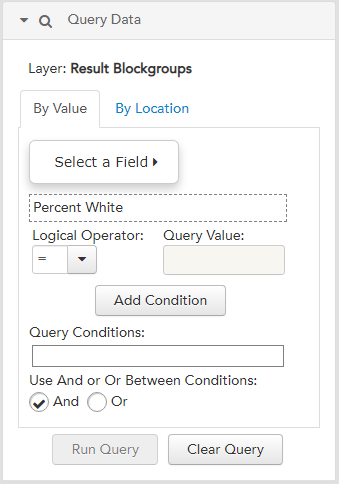 Query Data
Layer: Result Blockgroups
By Value By Location
Select a Field
Percent White
Logical Operator: Query Value:
=
Add Condition
Query Conditions:
Use And or Or Between Conditions:
And Or
Run Query Clear Query